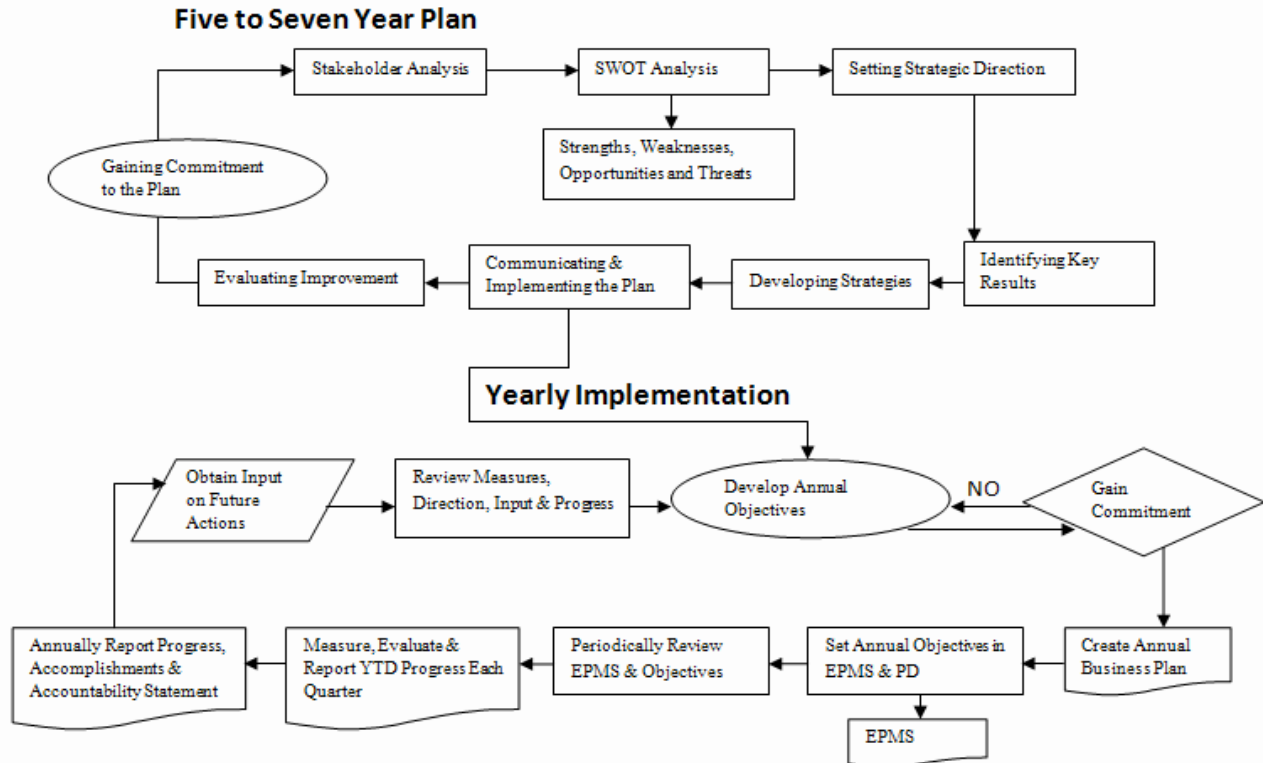 Five to Seven Year Plan
Stakeholder Analysis
SWOT Analysis
Setting Strategic Direction
Strengths, Weaknesses,
Opportunities and Threats
Gaining Commitment
to the Plan
Evaluating Improvement
Communicating &
Implementing the Plan
Developing Strategies
Identifying Key
Results
Yearly Implementation
Obtain Input
on Future
Actions
Review Measures,
Direction, Input & Progress
Develop Annual
Objectives
NO
Gain
Commitment
Annually Report Progress,
Accomplishments &
Accountability Statement
Measure, Evaluate &
Report YTD Progress Each
Quarter
Periodically Review
EPMS & Objectives
Set Annual Objectives in
EPMS & PD
Create Annual
Business Plan
EPMS